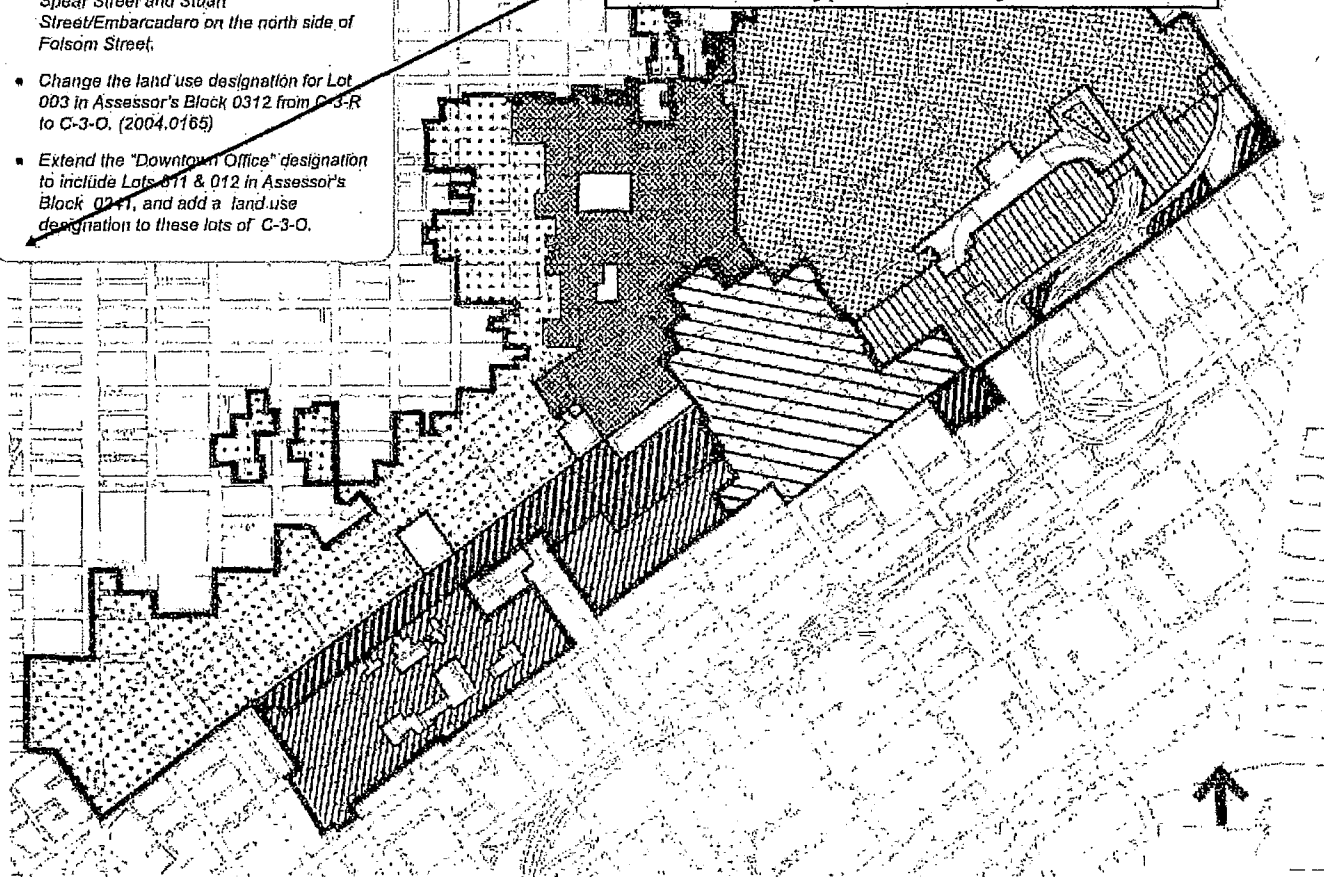 Spear Street and Stuart
Street/Embarcadero on the north side of
Folsom Street.
Change the land use designation for Lot
003 in Assessor's Block 0312 from C-3-R
to C-3-O. (2004.0165)
Extend the "Downtown Office" designation
to include Lots 011 & 012 in Assessor's
Block 0241, and add a land use
designation to these lots of C-3-O.